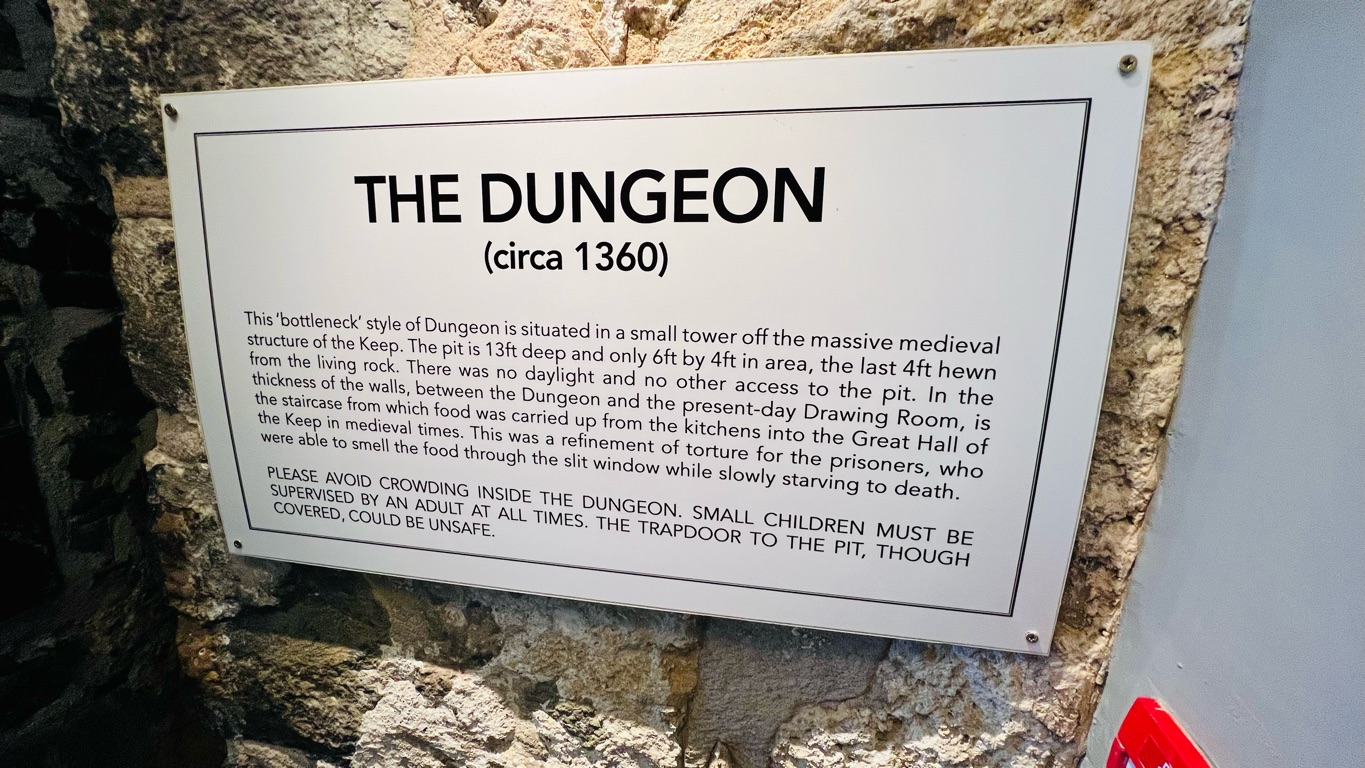 THE DUNGEON
(circa 1360)
This 'bottleneck' style of Dungeon is situated in a small tower off the massive medieval
structure of the Keep. The pit is 13ft deep and only 6ft by 4ft in area, the last 4ft hewn
from the living rock. There was no daylight and no other access to the pit. In the
thickness of the walls, between the Dungeon and the present-day Drawing Room, is
the staircase from which food was carried up from the kitchens into the Great Hall of
the Keep in medieval times. This was a refinement of torture for the prisoners, who
were able to smell the food through the slit window while slowly starving to death.
PLEASE AVOID CROWDING INSIDE THE DUNGEON. SMALL CHILDREN MUST BE
SUPERVISED BY AN ADULT AT ALL TIMES. THE TRAPDOOR TO THE PIT, THOUGH
COVERED, COULD BE UNSAFE.